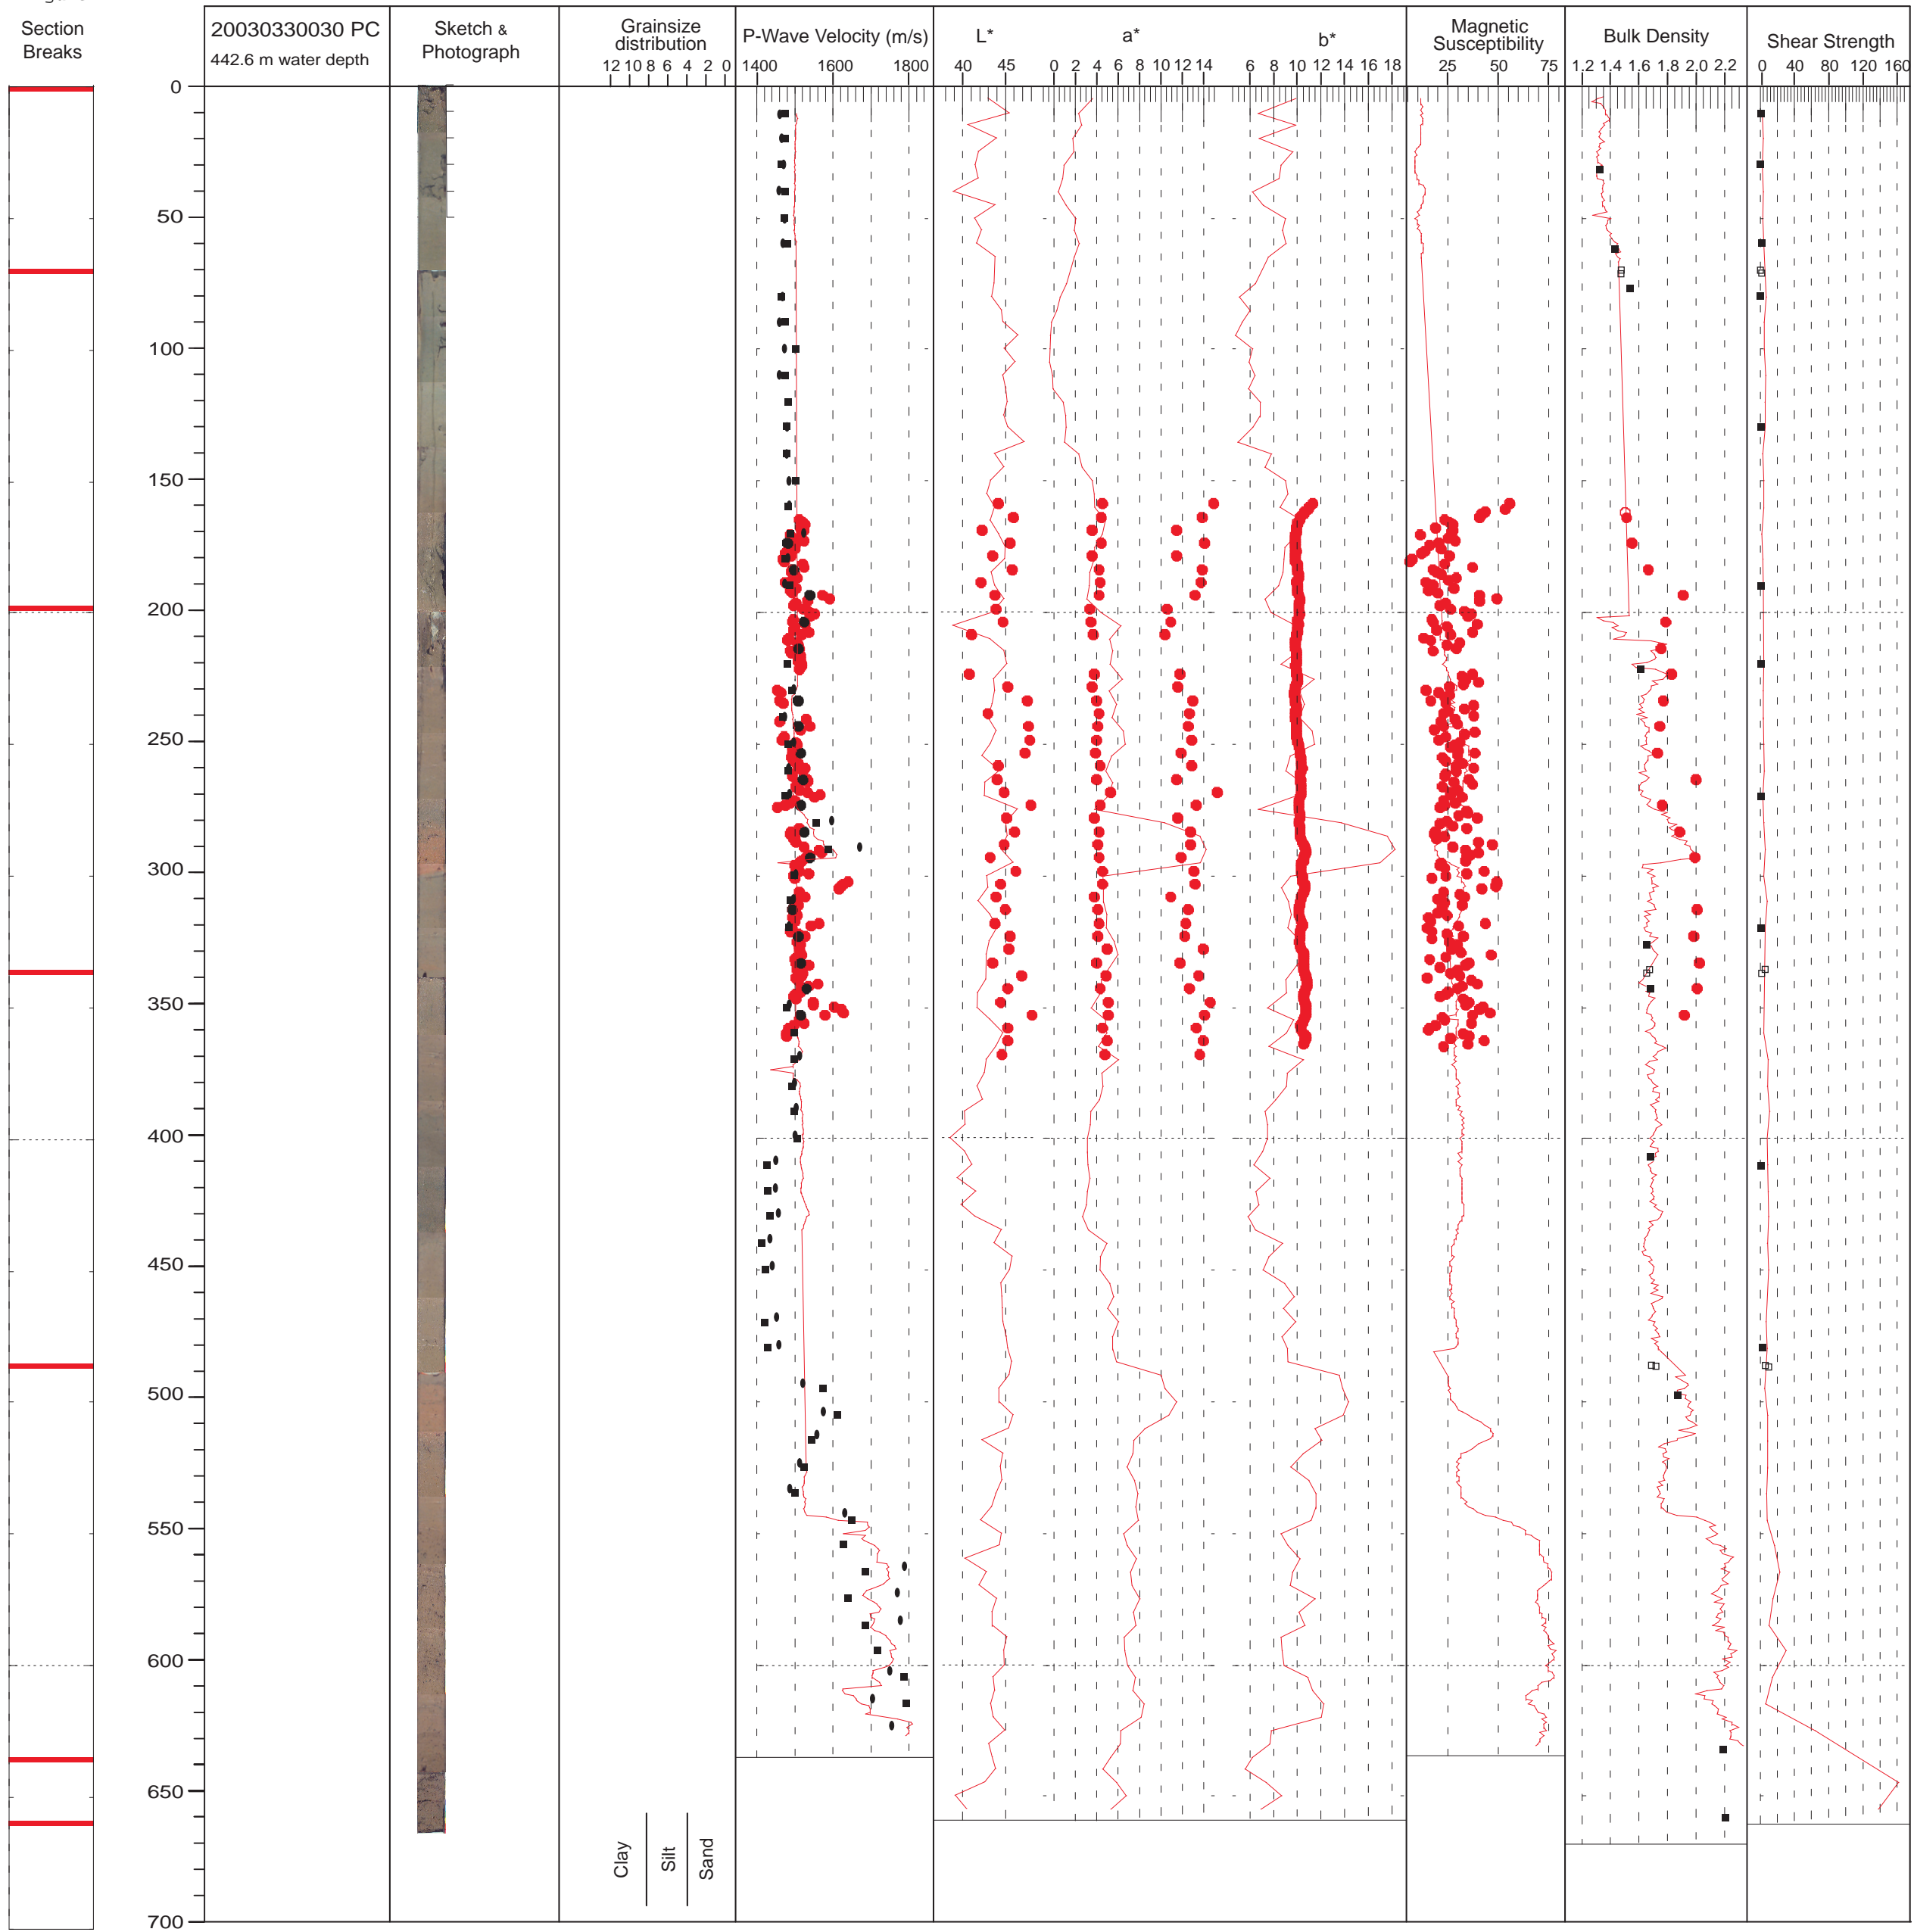 Section
Breaks
20030330030 PC
442.6 m water depth
Sketch &
Photograph
Grainsize
distribution
12 10 8 6 4 2 0
P-Wave Velocity (m/s)
1400 1600 1800
L*
40 45
a*
0 2 4 6 8 10 12 14
b*
6 8 10 12 14 16 18
Magnetic
Susceptibility
25 50 75
Bulk Density
1.2 1.4 1.6 1.8 2.0 2.2
Shear Strength
0 40 80 120 160
0
50
100
150
200
250
300
350
400
450
500
550
600
650
700
Clay
Silt
Sand